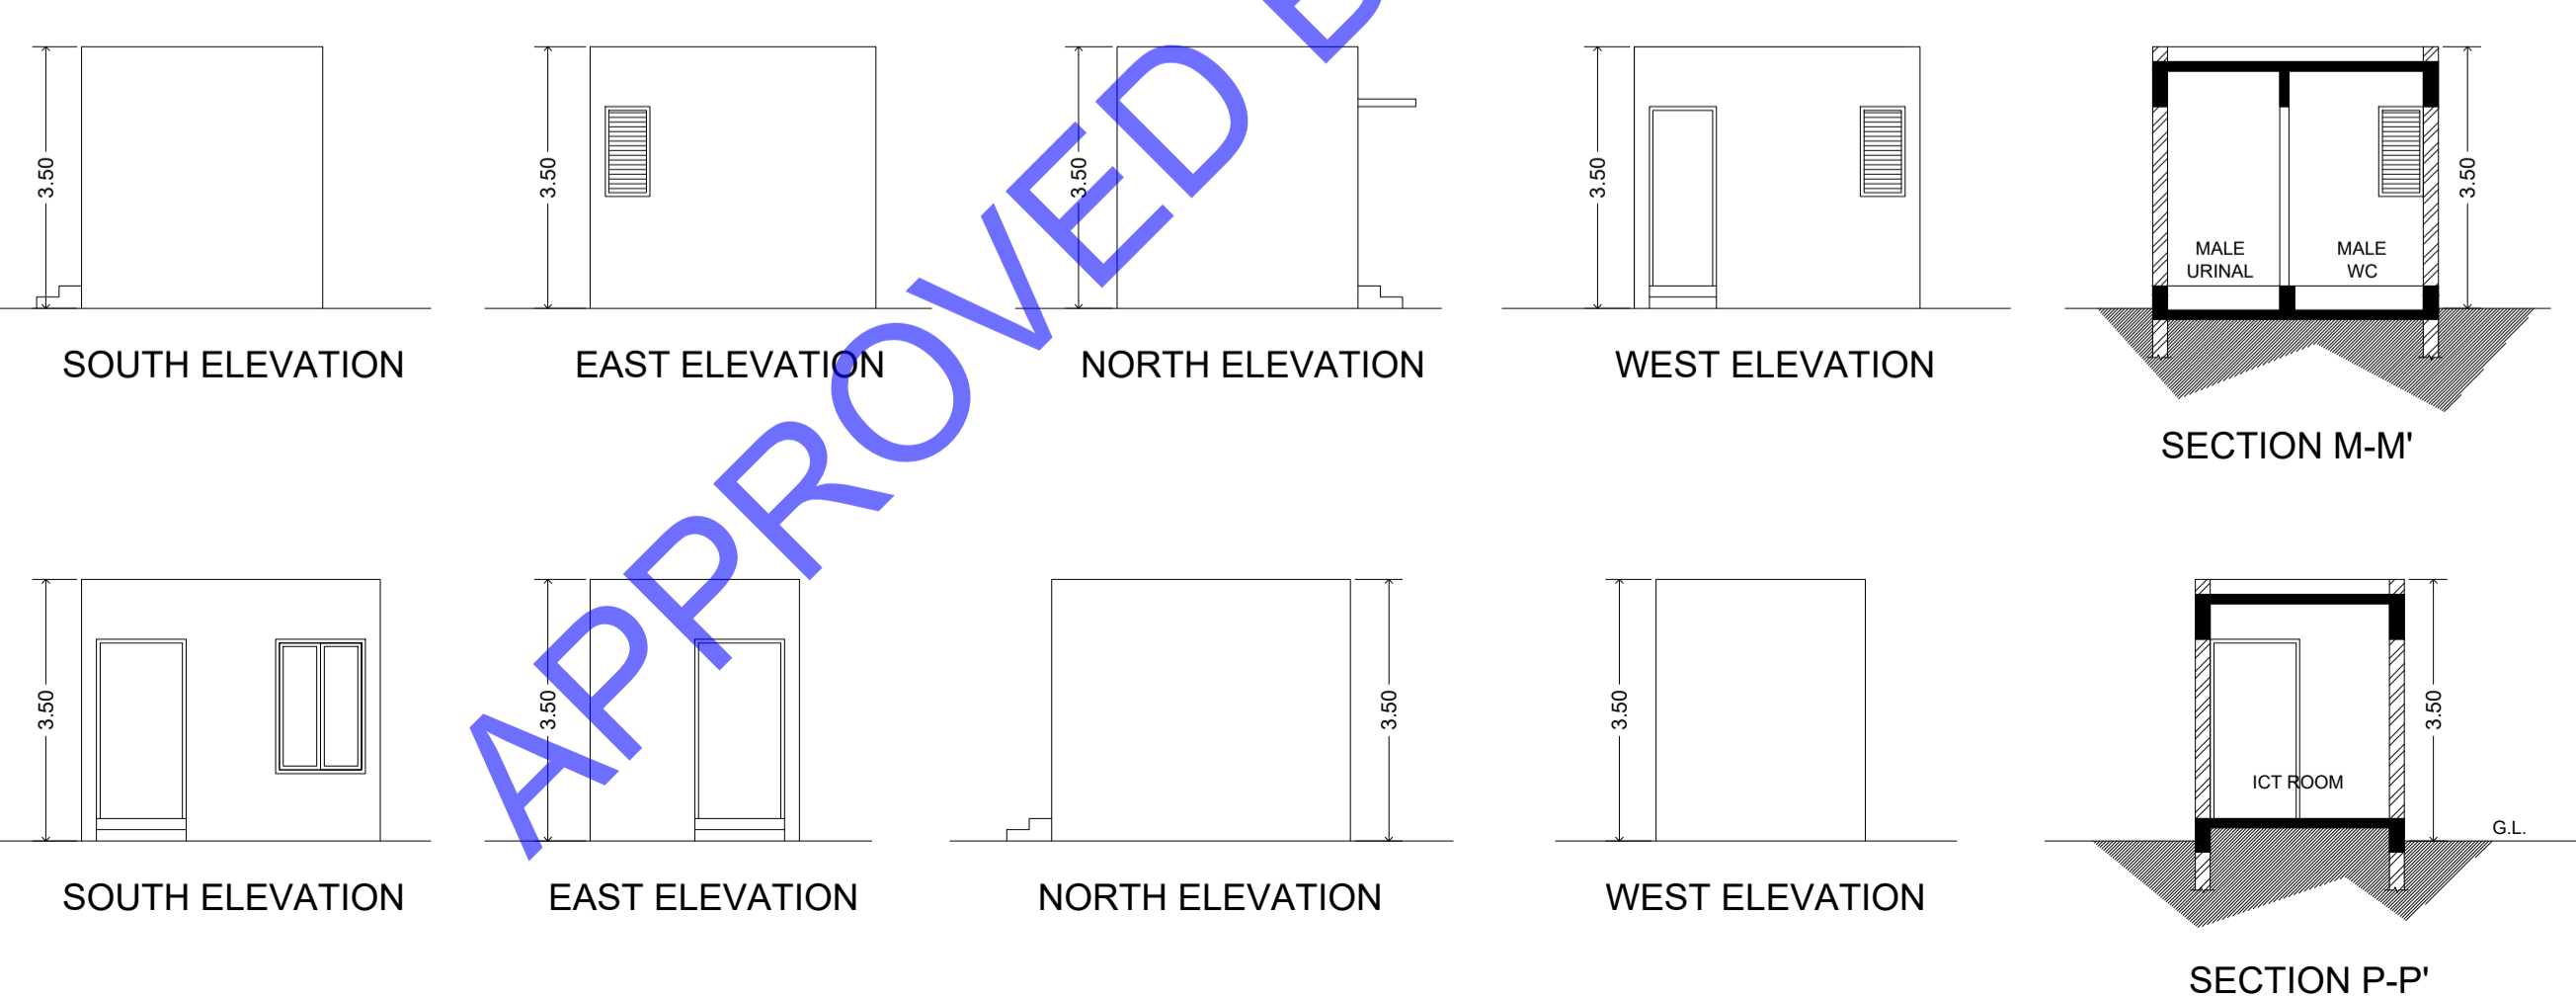 3.50
3.50
3.50
3.50
3.50
MALE
URINAL
MALE
WC
SOUTH ELEVATION
EAST ELEVATION
NORTH ELEVATION
WEST ELEVATION
SECTION M-M'
APPROVED
3.50
3.50
3.50
3.50
3.50
ICT ROOM
G.L.
SOUTH ELEVATION
EAST ELEVATION
NORTH ELEVATION
WEST ELEVATION
SECTION P-P'